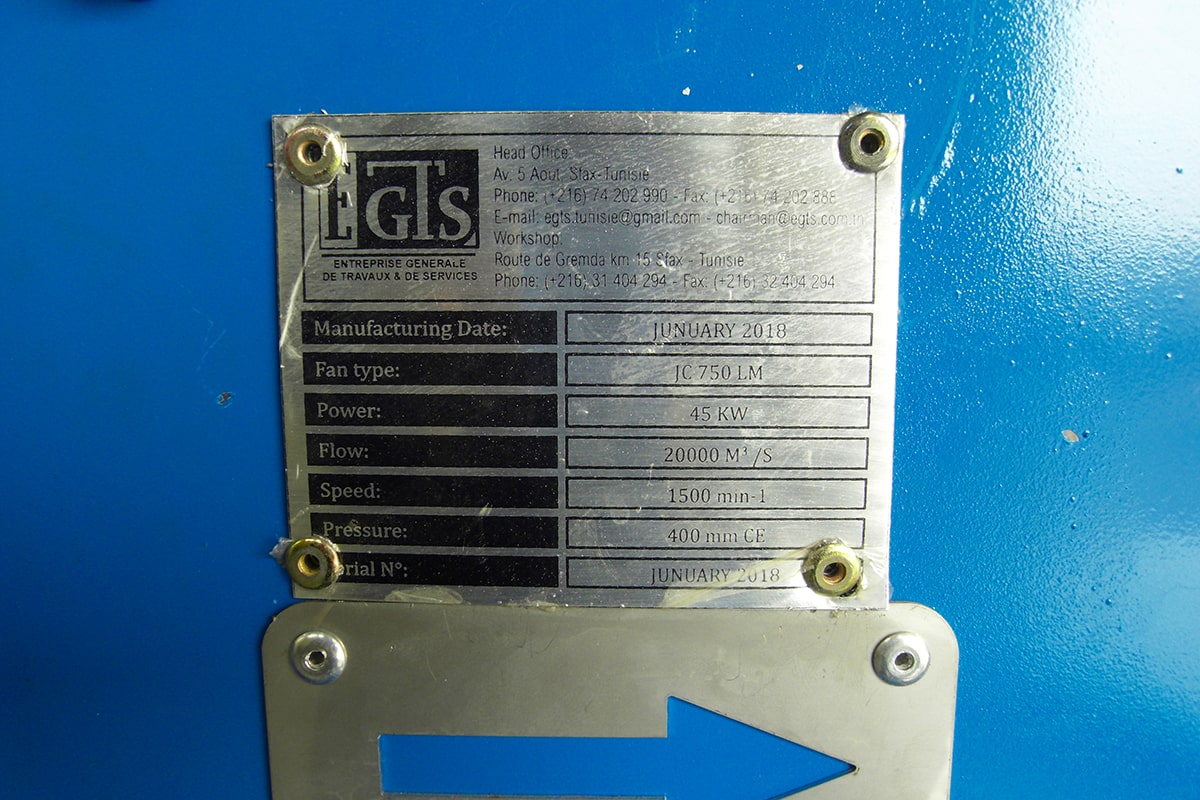 EGTS
ENTREPRISE GENERALE
DE TRAVAUX & DE SERVICES
Head Office:
Av. 5 Aout, Sfax-Tunisie
Phone: (+216) 74 202 990 - Fax: (+216) 74 202 888
E-mail: egts.tunisie@gmail.com - chairman@egts.com.tn
Workshop:
Route de Gremda km 15 Sfax - Tunisie
Phone: (+216) 31 404 294 - Fax: (+216) 32 404 294
Manufacturing Date: JUNUARY 2018
Fan type: JC 750 LM
Power: 45 KW
Flow: 20000 M³ /S
Speed: 1500 min-1
Pressure: 400 mm CE
Serial N°: JUNUARY 2018